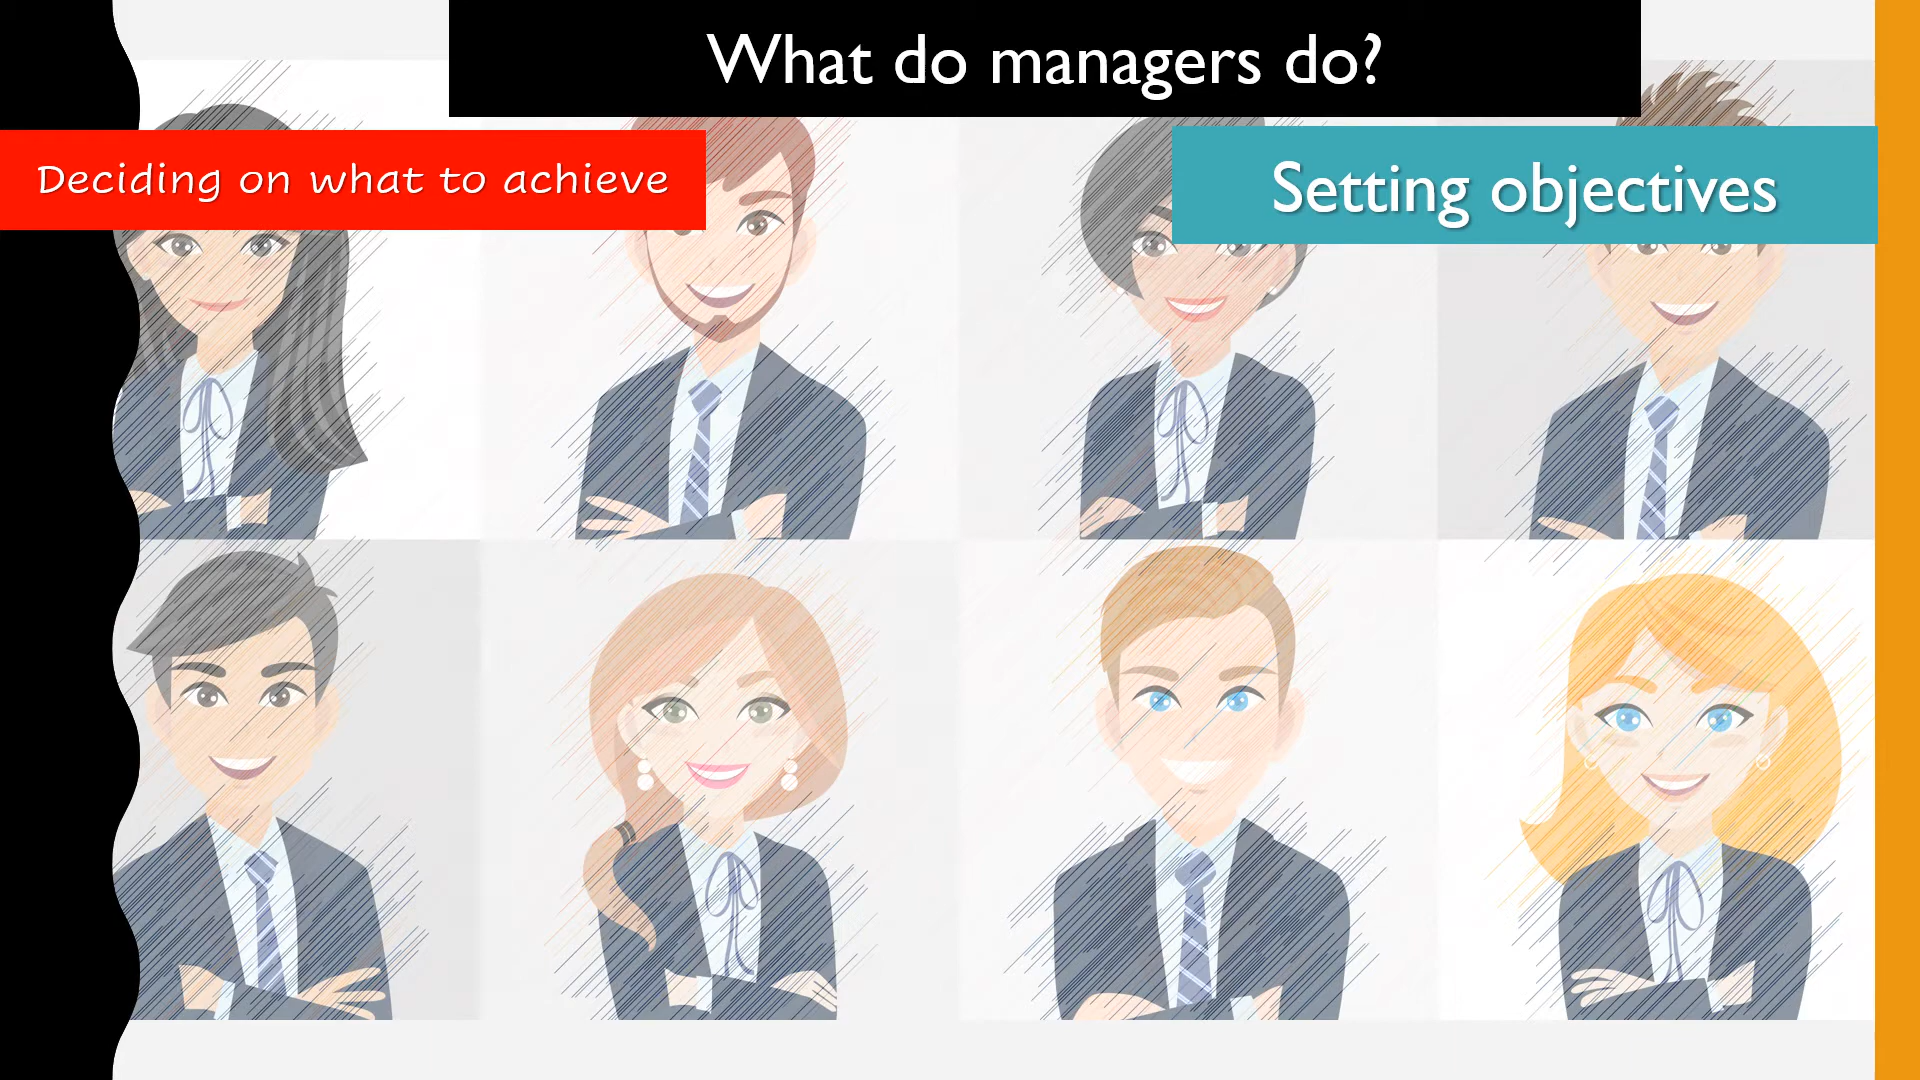 What do managers do?
Deciding on what to achieve
Setting objectives